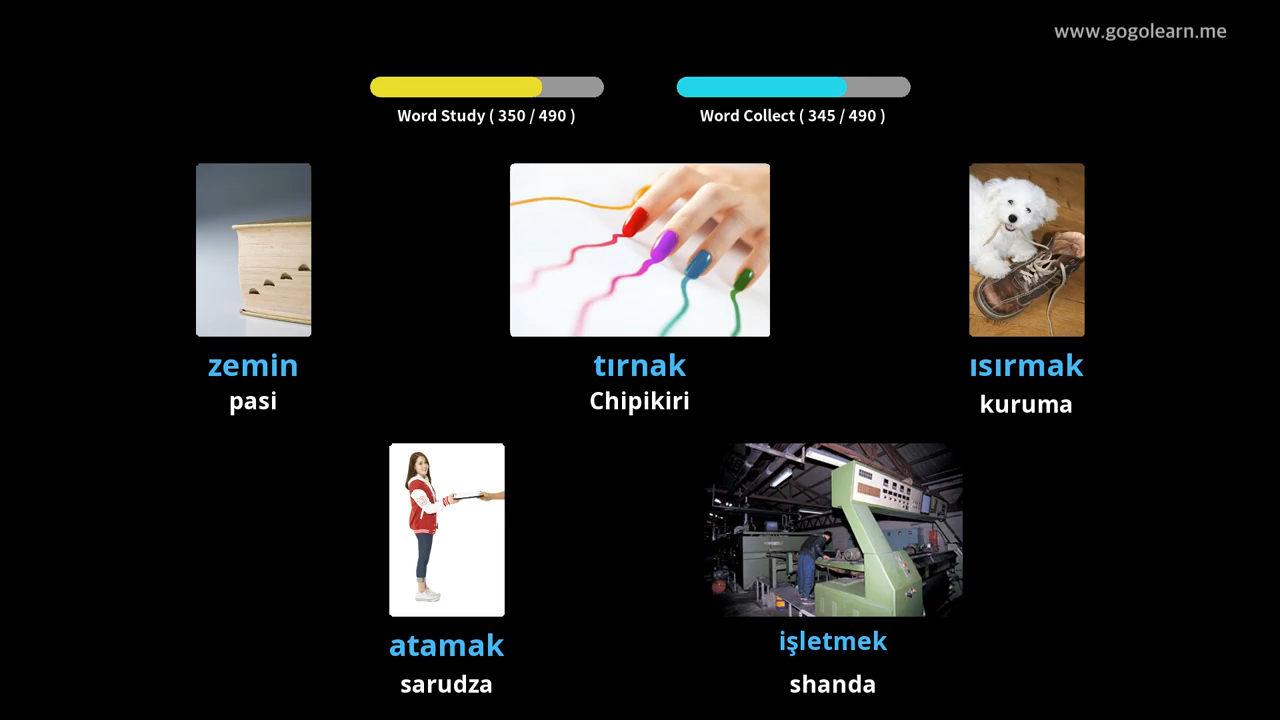 www.gogolearn.me
Word Study ( 350 / 490 )
Word Collect ( 345 / 490 )
zemin
pasi
tırnak
Chipikiri
ısırmak
kuruma
atamak
sarudza
işletmek
shanda